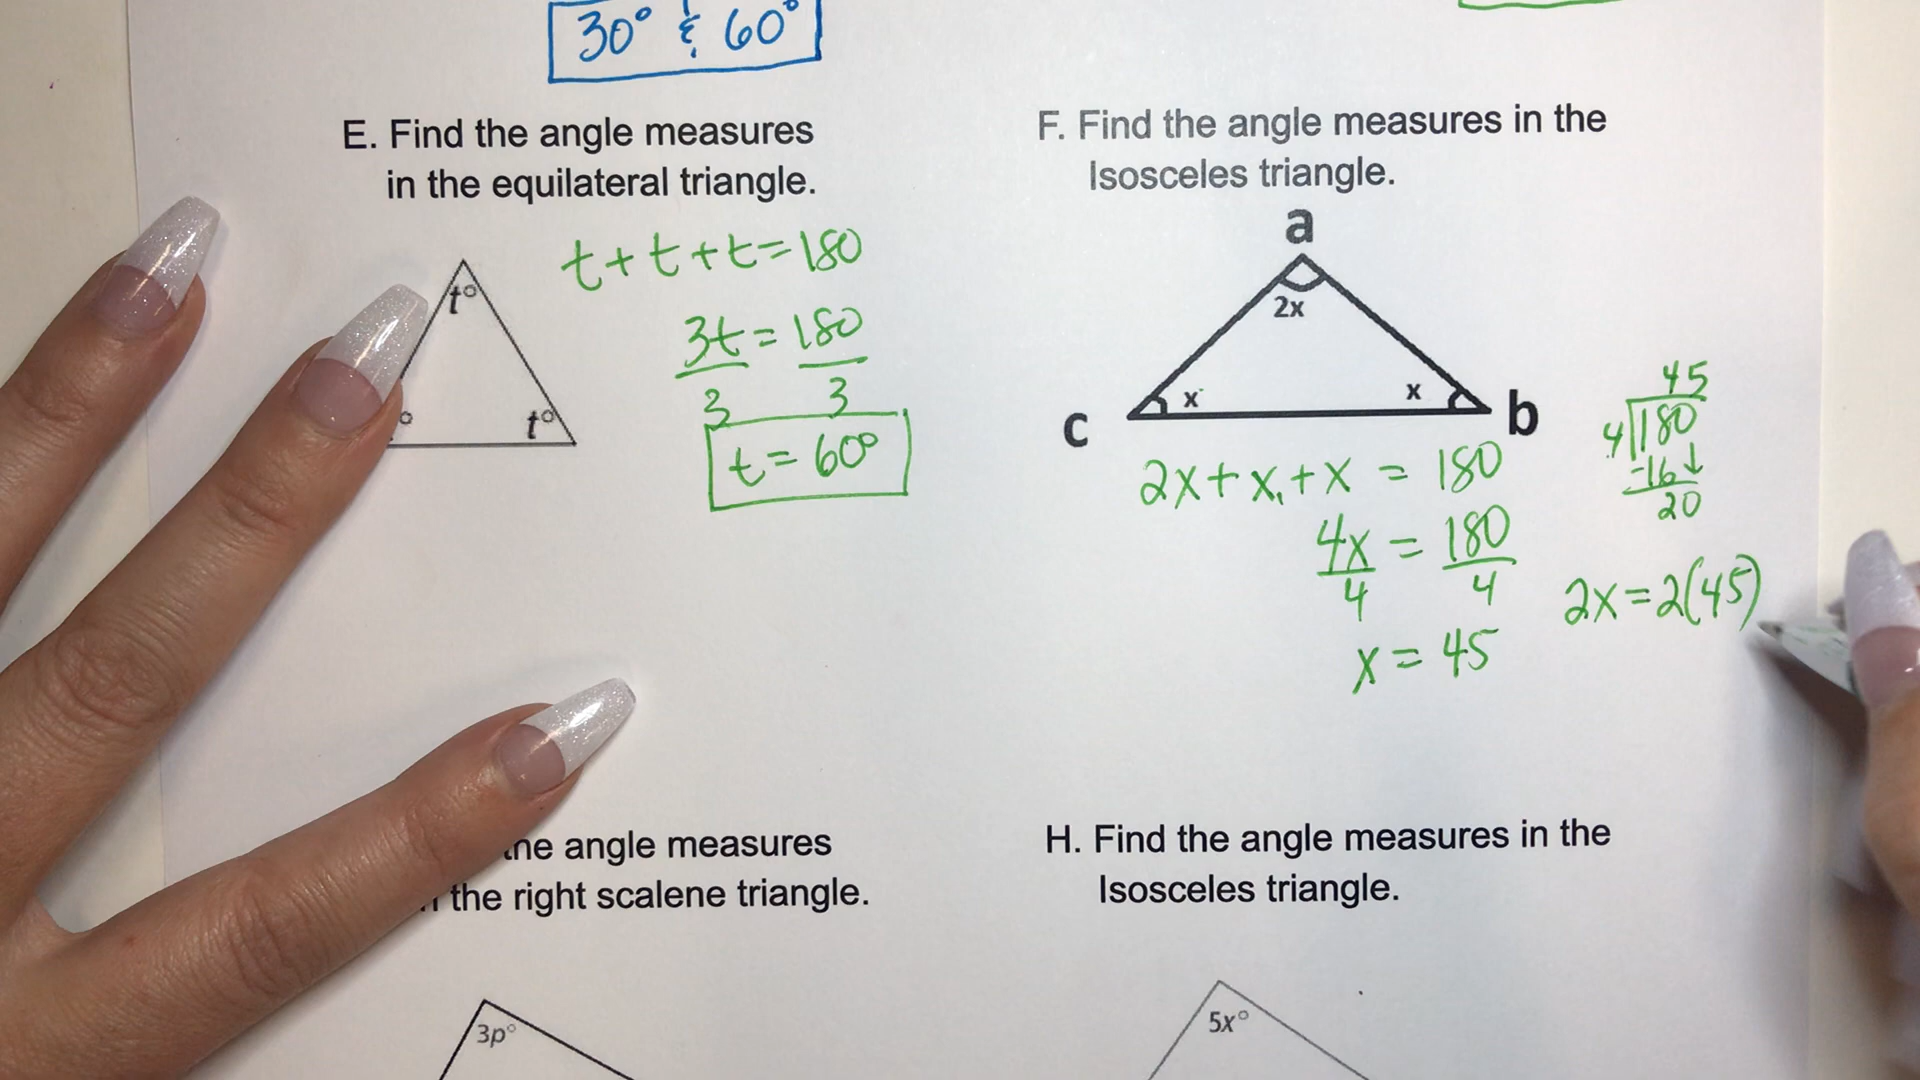 30° & 60°
E. Find the angle measures
in the equilateral triangle.
t°
t°
t+t+t=180
3t = 180
3 3
t = 60°
F. Find the angle measures in the
Isosceles triangle.
a
2x
x
x
c
b
2x+x+x = 180
4x = 180
4 4
x = 45
45
4 180
-16↓
20
2x=2(45)
the angle measures
the right scalene triangle.
3p°
H. Find the angle measures in the
Isosceles triangle.
5x°